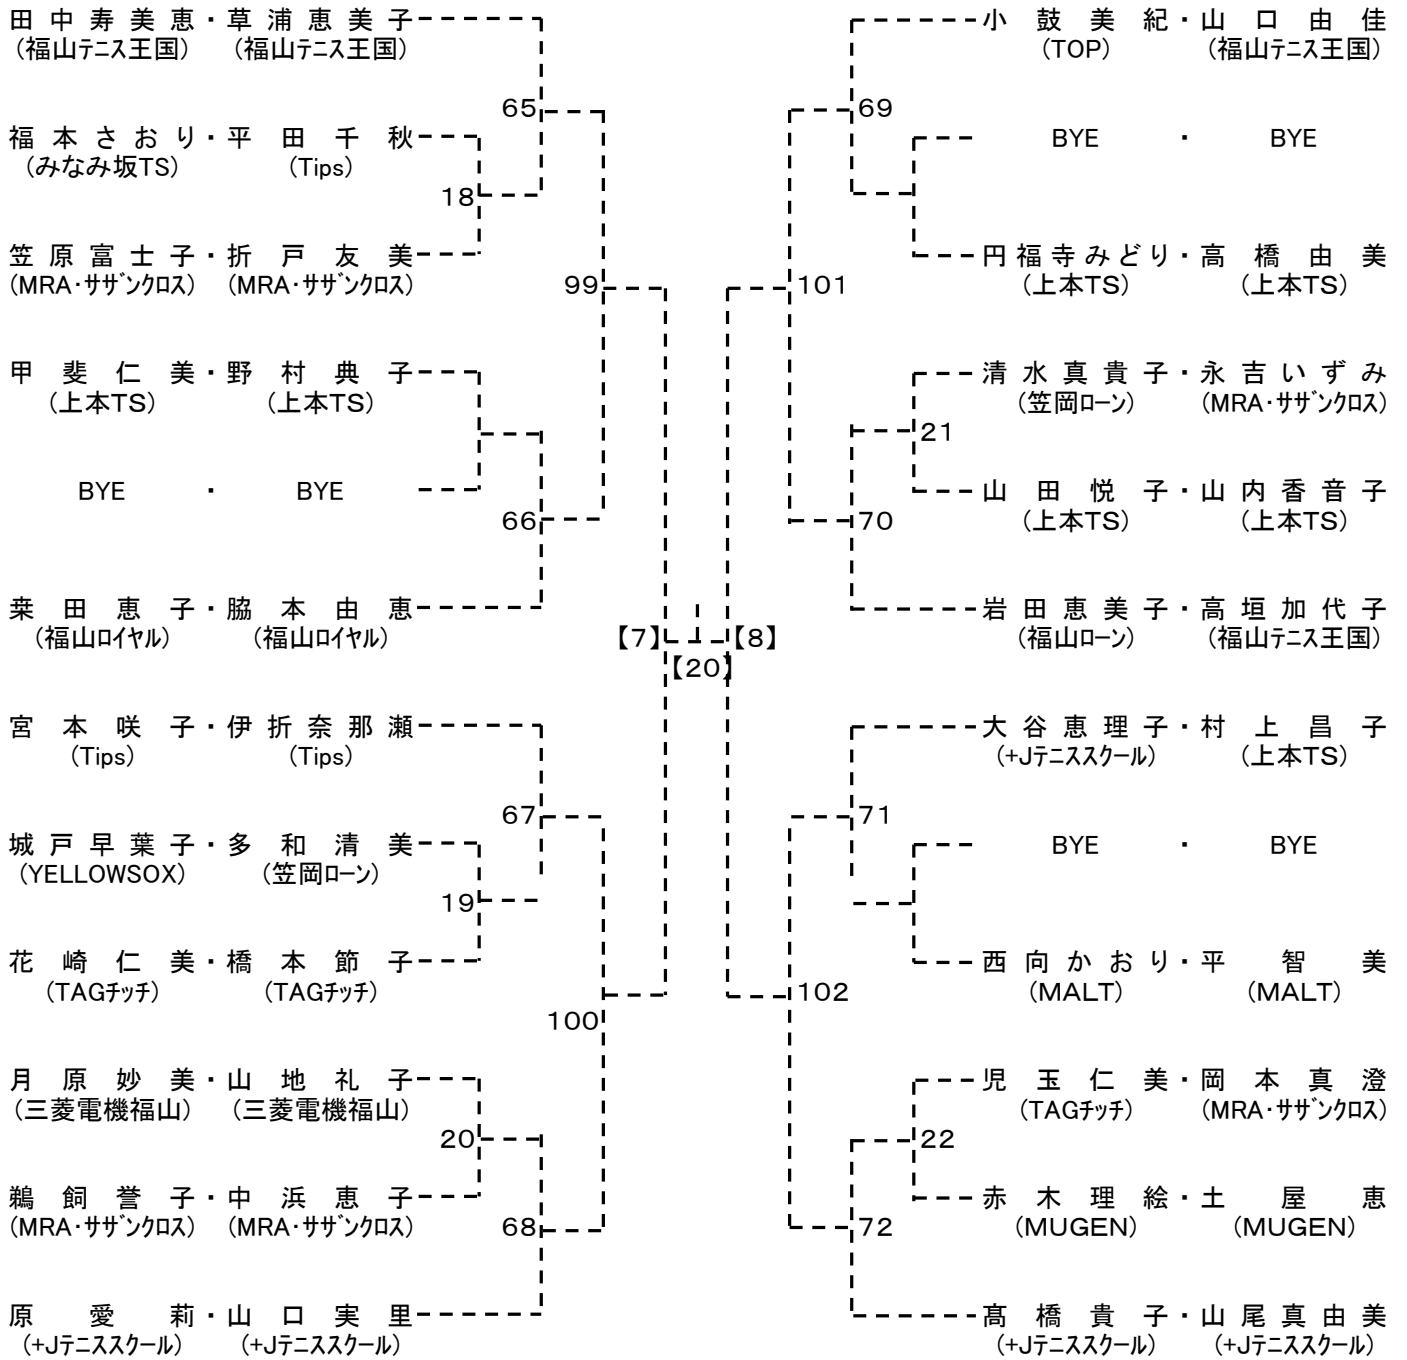 田中寿美恵・草浦恵美子
(福山テニス王国) (福山テニス王国)
65
福本さおり・平田千秋
(みなみ坂TS) (Tips)
18
笠原富士子・折戸友美
(MRA・サザンクロス) (MRA・サザンクロス)
99
甲斐仁美・野村典子
(上本TS) (上本TS)
BYE ・ BYE
66
桒田恵子・脇本由恵
(福山ロイヤル) (福山ロイヤル)
【7】
【20】
宮本咲子・伊折奈那瀬
(Tips) (Tips)
67
城戸早葉子・多和清美
(YELLOWSOX) (笠岡ローン)
19
花崎仁美・橋本節子
(TAGチッチ) (TAGチッチ)
100
月原妙美・山地礼子
(三菱電機福山) (三菱電機福山)
20
鵜飼誉子・中浜恵子
(MRA・サザンクロス) (MRA・サザンクロス)
68
原愛莉・山口実里
(+Jテニススクール) (+Jテニススクール)
小鼓美紀・山口由佳
(TOP) (福山テニス王国)
69
BYE ・ BYE
円福寺みどり・高橋由美
(上本TS) (上本TS)
101
清水真貴子・永吉いずみ
(笠岡ローン) (MRA・サザンクロス)
21
山田悦子・山内香音子
(上本TS) (上本TS)
70
岩田恵美子・高垣加代子
(福山ローン) (福山テニス王国)
【8】
大谷恵理子・村上昌子
(+Jテニススクール) (上本TS)
71
BYE ・ BYE
西向かおり・平智美
(MALT) (MALT)
102
児玉仁美・岡本真澄
(TAGチッチ) (MRA・サザンクロス)
22
赤木理絵・土屋恵
(MUGEN) (MUGEN)
72
髙橋貴子・山尾真由美
(+Jテニススクール) (+Jテニススクール)